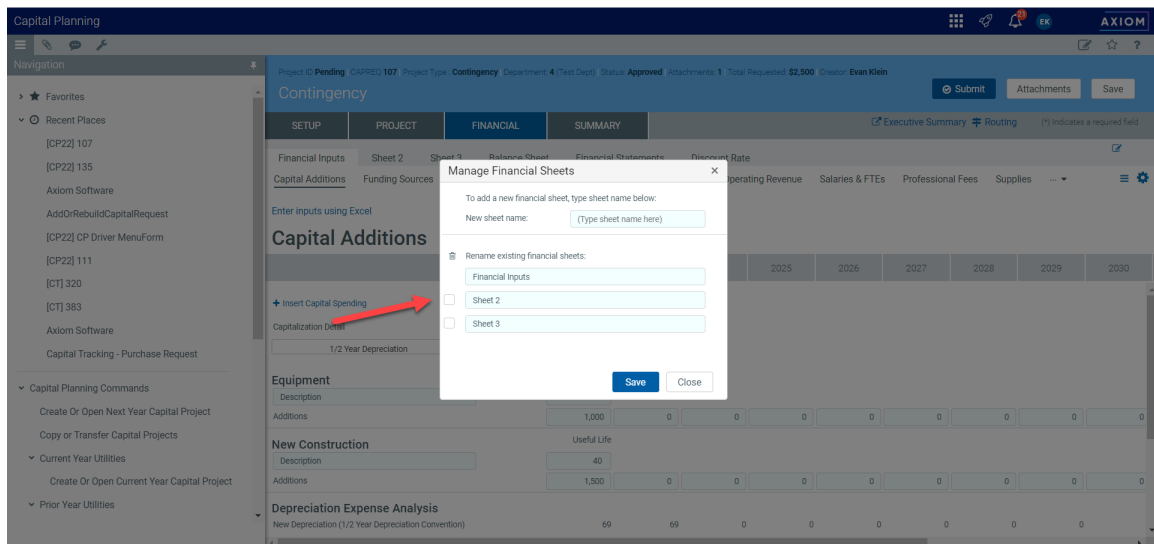 Capital Planning
21
EK
AXIOM
?
Navigation
Favorites
Recent Places
[CP22] 107
[CP22] 135
Axiom Software
AddOrRebuildCapitalRequest
[CP22] CP Driver MenuForm
[CP22] 111
[CT] 320
[CT] 383
Axiom Software
Capital Tracking - Purchase Request
Capital Planning Commands
Create Or Open Next Year Capital Project
Copy or Transfer Capital Projects
Current Year Utilities
Create Or Open Current Year Capital Project
Prior Year Utilities
Project ID Pending | CAPREQ 107 | Project Type: Contingency | Department: 4 (Test Dept) | Status: Approved | Attachments: 1 | Total Requested: $2,500 | Creator: Evan Klein
Contingency
Submit Attachments Save
SETUP PROJECT FINANCIAL SUMMARY
Executive Summary Routing (*) Indicates a required field
Financial Inputs Sheet 2 Sheet 3 Balance Sheet Financial Statements Discount Rate
Capital Additions Funding Sources Operating Revenue Salaries & FTEs Professional Fees Supplies ...
Enter inputs using Excel
Capital Additions
2025 2026 2027 2028 2029 2030
+ Insert Capital Spending
Capitalization Detail
1/2 Year Depreciation
Equipment
Description
Additions 1,000 0 0 0 0 0 0 0 0
New Construction Useful Life
Description 40
Additions 1,500 0 0 0 0 0 0 0 0
Depreciation Expense Analysis
New Depreciation (1/2 Year Depreciation Convention) 69 69 0 0 0 0 0 0
Manage Financial Sheets ×
To add a new financial sheet, type sheet name below:
New sheet name: (Type sheet name here)
Rename existing financial sheets:
Financial Inputs
Sheet 2
Sheet 3
Save Close